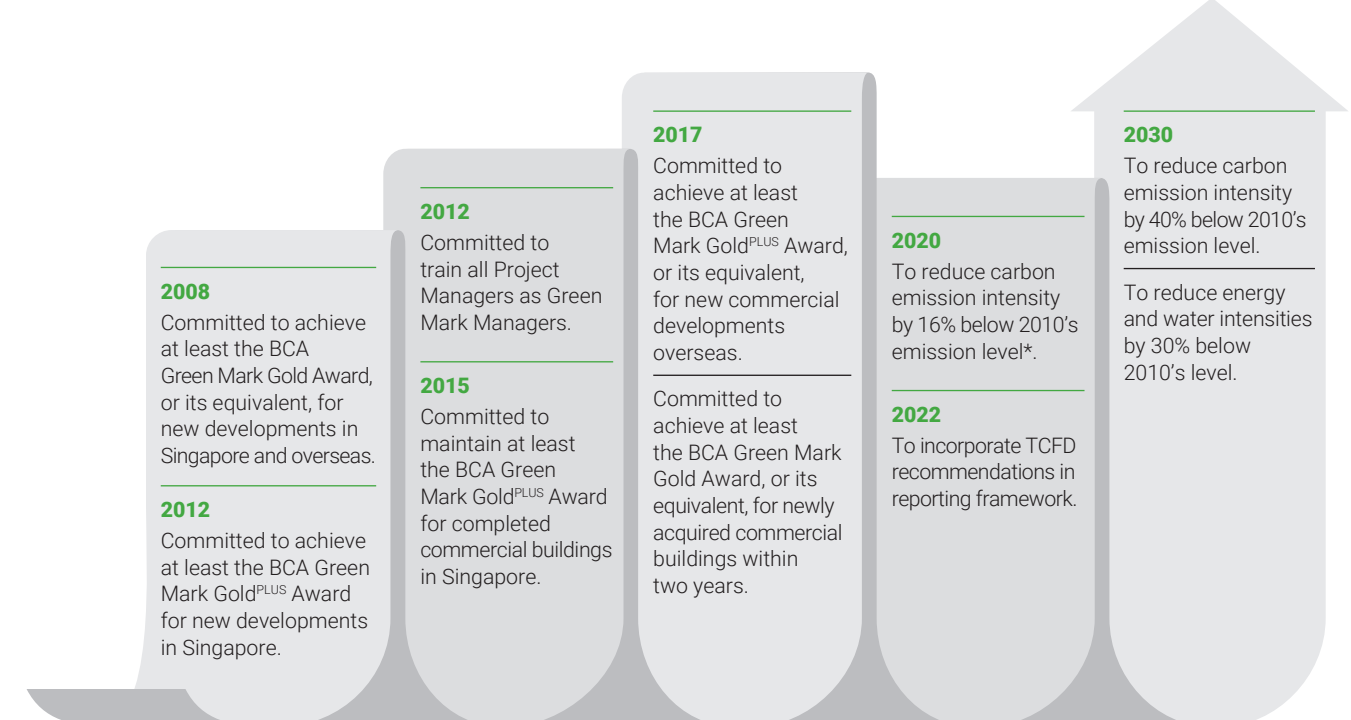 2008
Committed to achieve
at least the BCA
Green Mark Gold Award,
or its equivalent, for
new developments in
Singapore and overseas.
2012
Committed to achieve
at least the BCA Green
Mark GoldPLUS Award
for new developments
in Singapore.
2012
Committed to
train all Project
Managers as Green
Mark Managers.
2015
Committed to
maintain at least
the BCA Green
Mark GoldPLUS Award
for completed
commercial buildings
in Singapore.
2017
Committed to
achieve at least
the BCA Green
Mark GoldPLUS Award,
or its equivalent,
for new commercial
developments
overseas.
Committed to
achieve at least
the BCA Green Mark
Gold Award, or its
equivalent, for newly
acquired commercial
buildings within
two years.
2020
To reduce carbon
emission intensity
by 16% below 2010's
emission level*.
2022
To incorporate TCFD
recommendations in
reporting framework.
2030
To reduce carbon
emission intensity
by 40% below 2010's
emission level.
To reduce energy
and water intensities
by 30% below
2010's level.